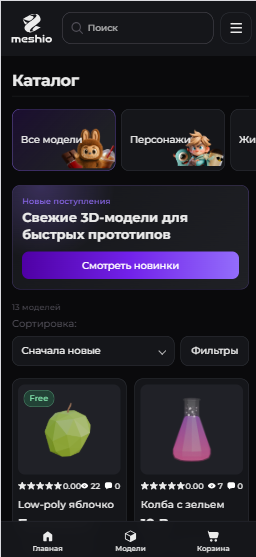 meshio
Поиск
Каталог
Все модели
Персонажи
Жи
Новые поступления
Свежие 3D-модели для
быстрых прототипов
Смотреть новинки
13 моделей
Сортировка:
Сначала новые
Фильтры
Free
★★★★★0.00 22 0
★★★★★0.00 7 0
Low-poly яблочко
Колба с зельем
Главная
Модели
Корзина